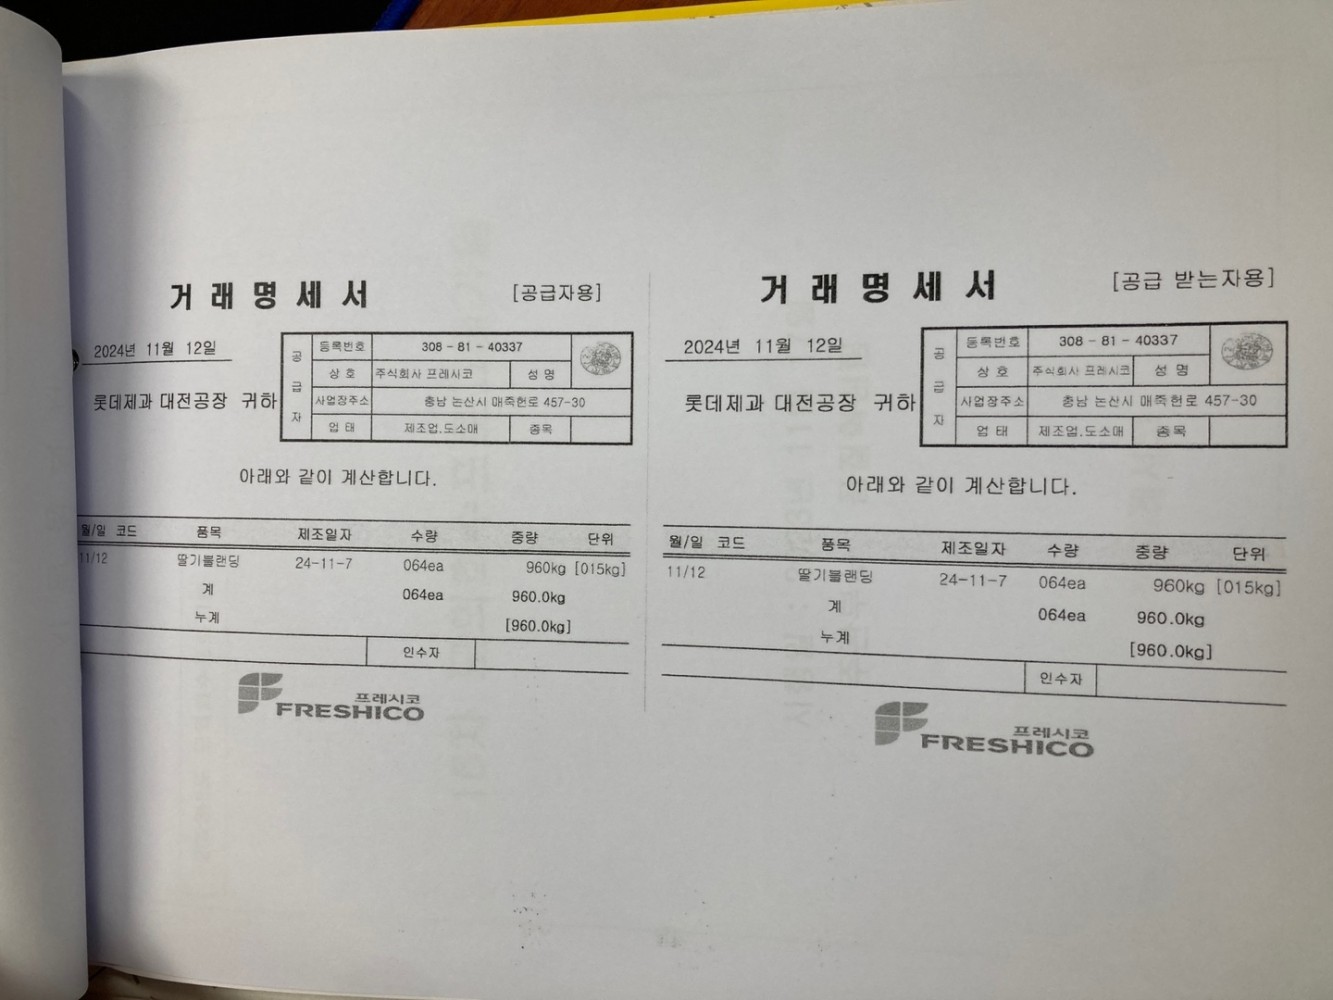 거래명세서 [공급자용]
2024년 11월 12일
롯데제과 대전공장 귀하
공급자
등록번호 308 - 81 - 40337
상호 주식회사 프레시코 성명
사업장주소 충남 논산시 매죽헌로 457-30
업태 제조업.도소매 종목
아래와 같이 계산합니다.
월/일 코드 품목 제조일자 수량 중량 단위
11/12 딸기블랜딩 24-11-7 064ea 960kg [015kg]
계 064ea 960.0kg
누계 [960.0kg]
인수자
프레시코
FRESHICO
거래명세서 [공급 받는자용]
2024년 11월 12일
롯데제과 대전공장 귀하
공급자
등록번호 308 - 81 - 40337
상호 주식회사 프레시코 성명
사업장주소 충남 논산시 매죽헌로 457-30
업태 제조업.도소매 종목
아래와 같이 계산합니다.
월/일 코드 품목 제조일자 수량 중량 단위
11/12 딸기블랜딩 24-11-7 064ea 960kg [015kg]
계 064ea 960.0kg
누계 [960.0kg]
인수자
프레시코
FRESHICO